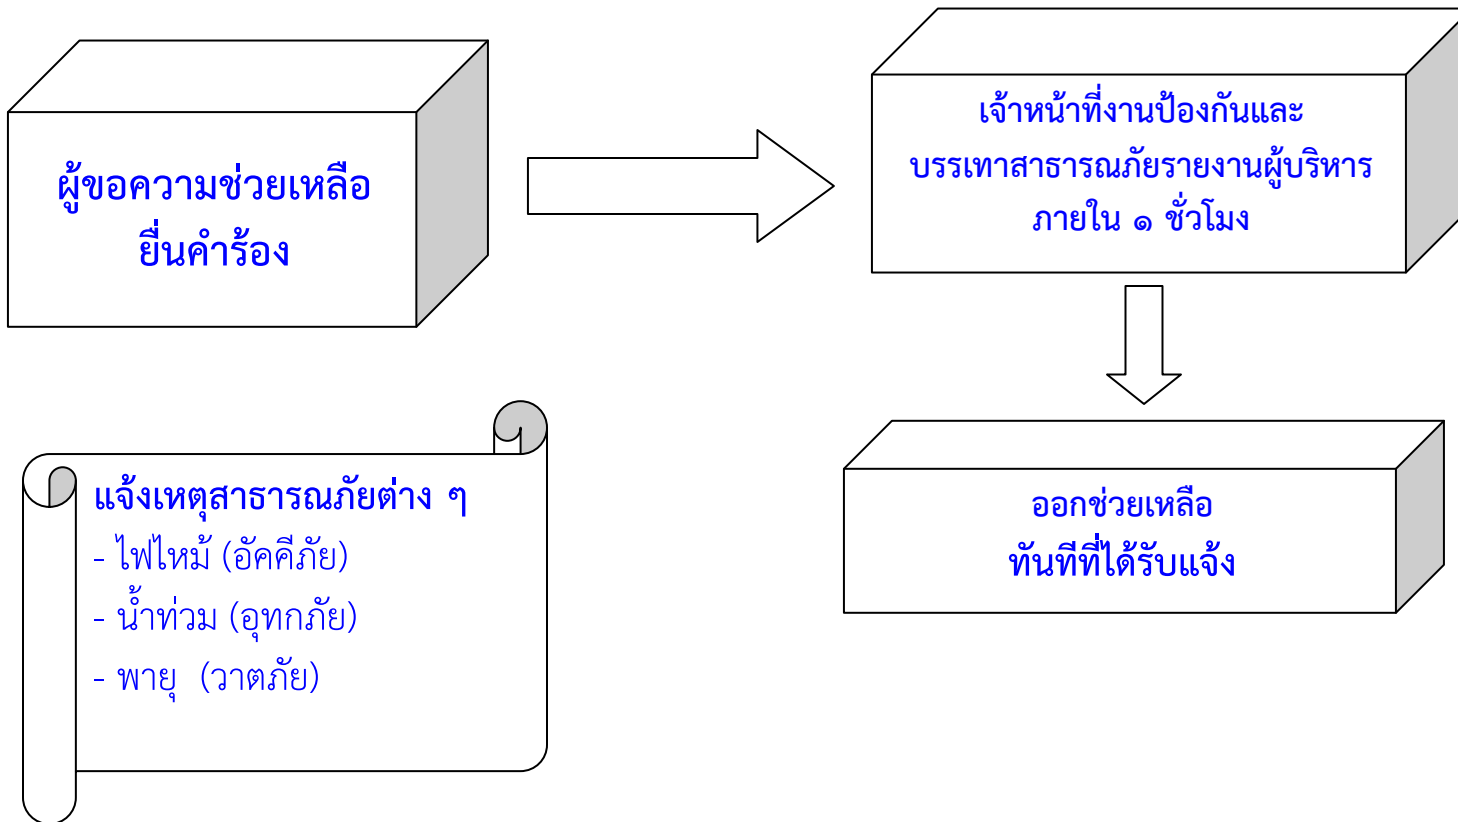 ผู้ขอความช่วยเหลือ
ยื่นคำร้อง
เจ้าหน้าที่งานป้องกันและ
บรรเทาสาธารณภัยรายงานผู้บริหาร
ภายใน ๑ ชั่วโมง
ออกช่วยเหลือ
ทันทีที่ได้รับแจ้ง
แจ้งเหตุสาธารณภัยต่าง ๆ
- ไฟไหม้ (อัคคีภัย)
- น้ำท่วม (อุทกภัย)
- พายุ (วาตภัย)